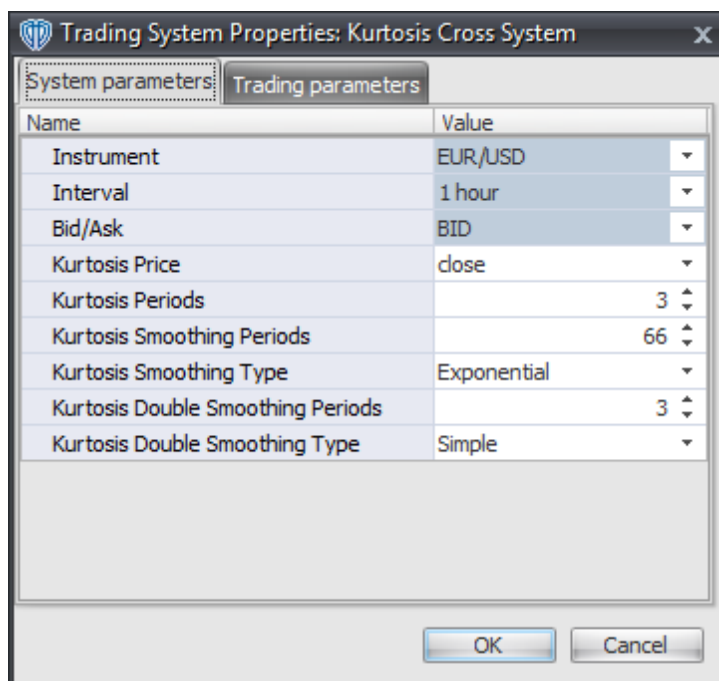 Trading System Properties: Kurtosis Cross System x
System parameters Trading parameters
Name Value
Instrument EUR/USD
Interval 1 hour
Bid/Ask BID
Kurtosis Price close
Kurtosis Periods 3
Kurtosis Smoothing Periods 66
Kurtosis Smoothing Type Exponential
Kurtosis Double Smoothing Periods 3
Kurtosis Double Smoothing Type Simple
OK Cancel